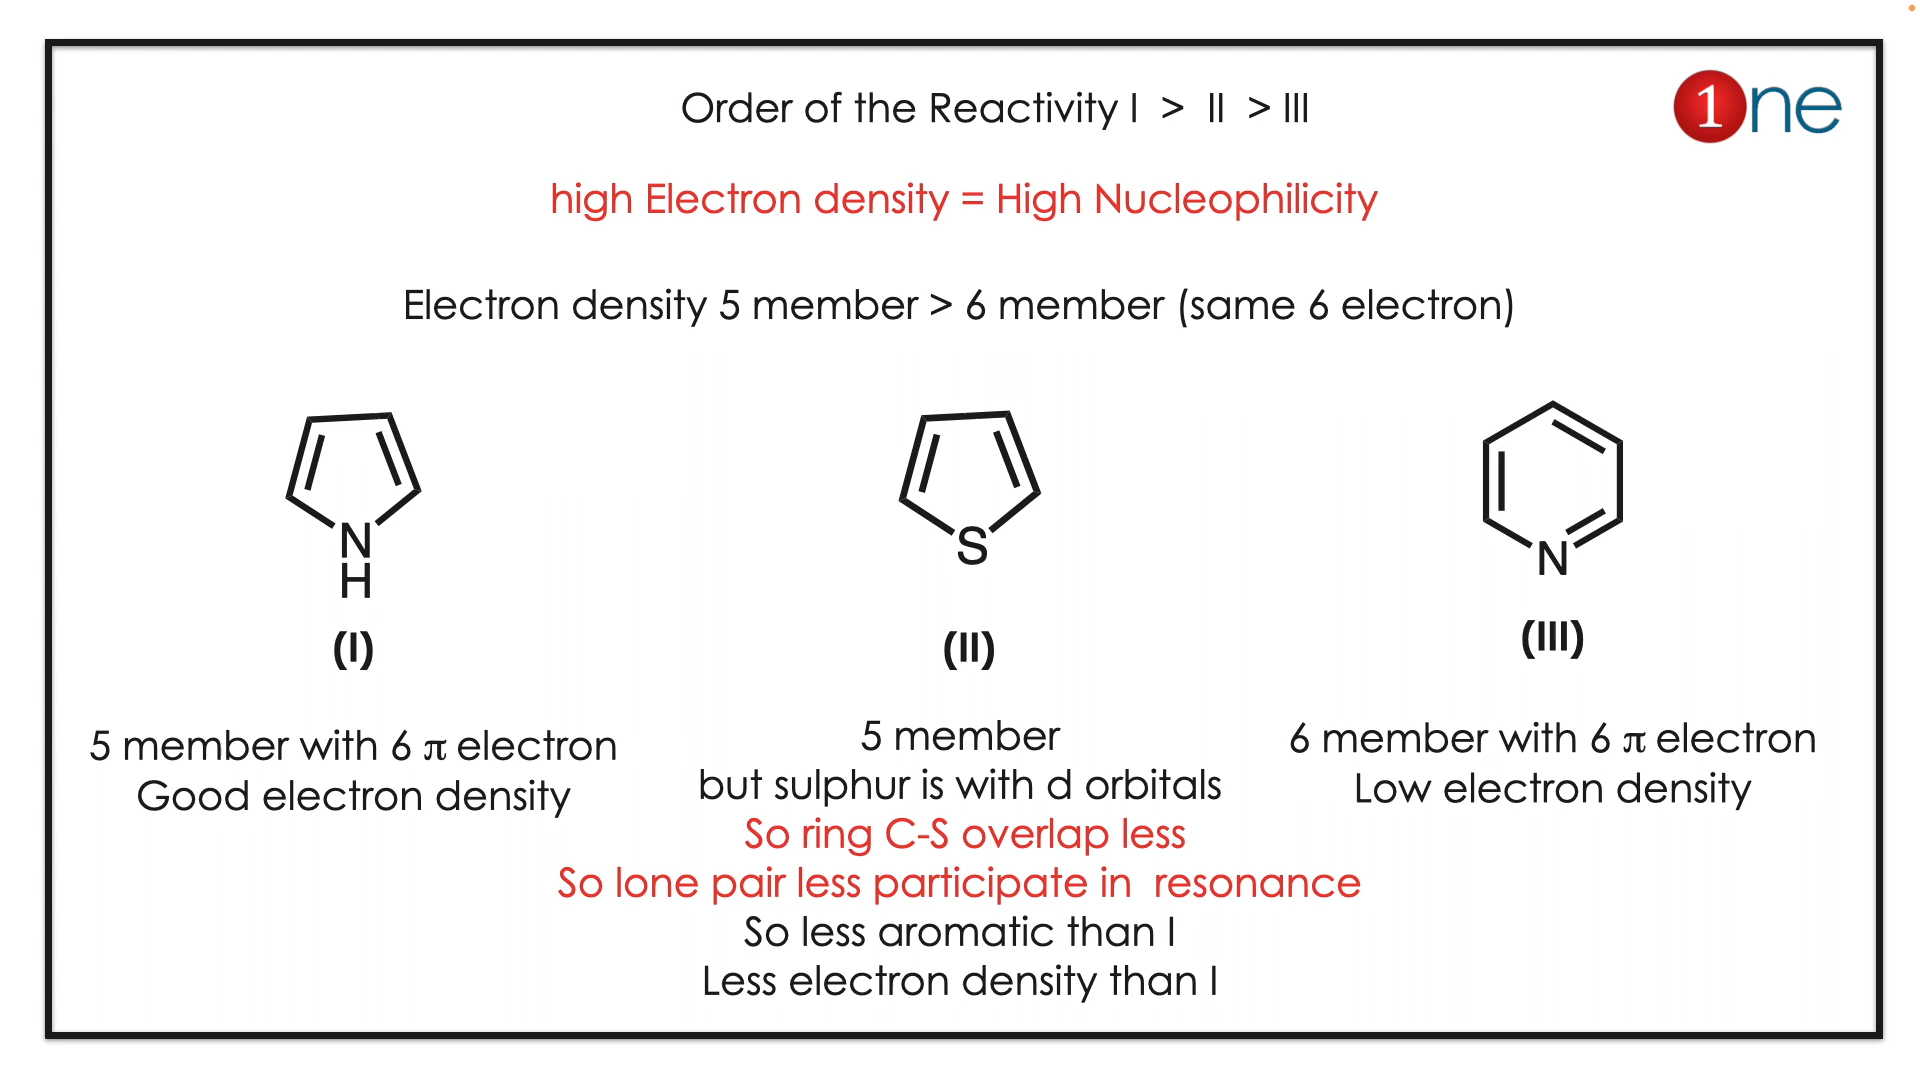 Order of the Reactivity I > II > III
1ne
high Electron density = High Nucleophilicity
Electron density 5 member > 6 member (same 6 electron)
N
H
S
N
(I)
(II)
(III)
5 member with 6 π electron
Good electron density
5 member
but sulphur is with d orbitals
So ring C-S overlap less
So lone pair less participate in resonance
So less aromatic than I
Less electron density than I
6 member with 6 π electron
Low electron density